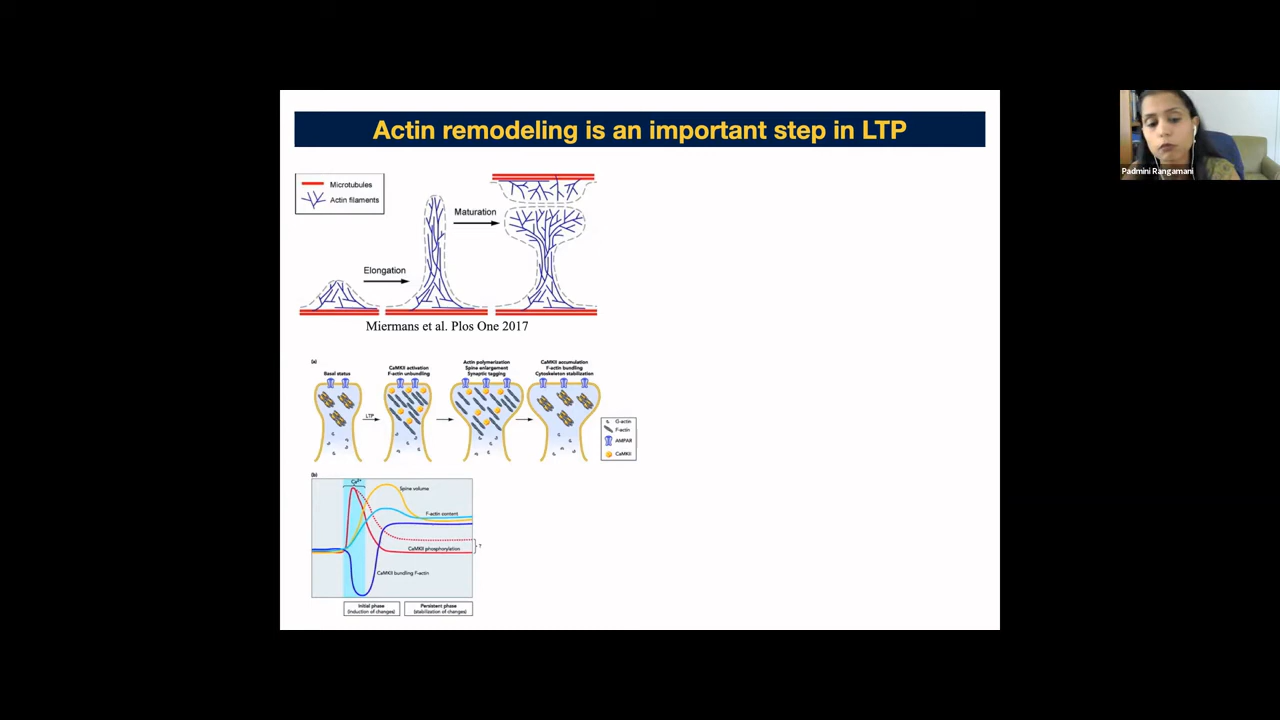 Actin remodeling is an important step in LTP
Padmini Rangamani
Microtubules
Actin filaments
Maturation
Elongation
Miermans et al. Plos One 2017
(a)
Basal status
CaMKII activation
F-actin unbundling
Actin polymerization
Spine enlargement
Synaptic tagging
CaMKII accumulation
F-actin bundling
Cytoskeleton stabilization
LTP
G-actin
F-actin
AMPAR
CaMKII
(b)
Ca2+
Spine volume
F-actin content
CaMKII phosphorylation
?
CaMKII bundling F-actin
Initial phase
(induction of changes)
Persistent phase
(stabilization of changes)